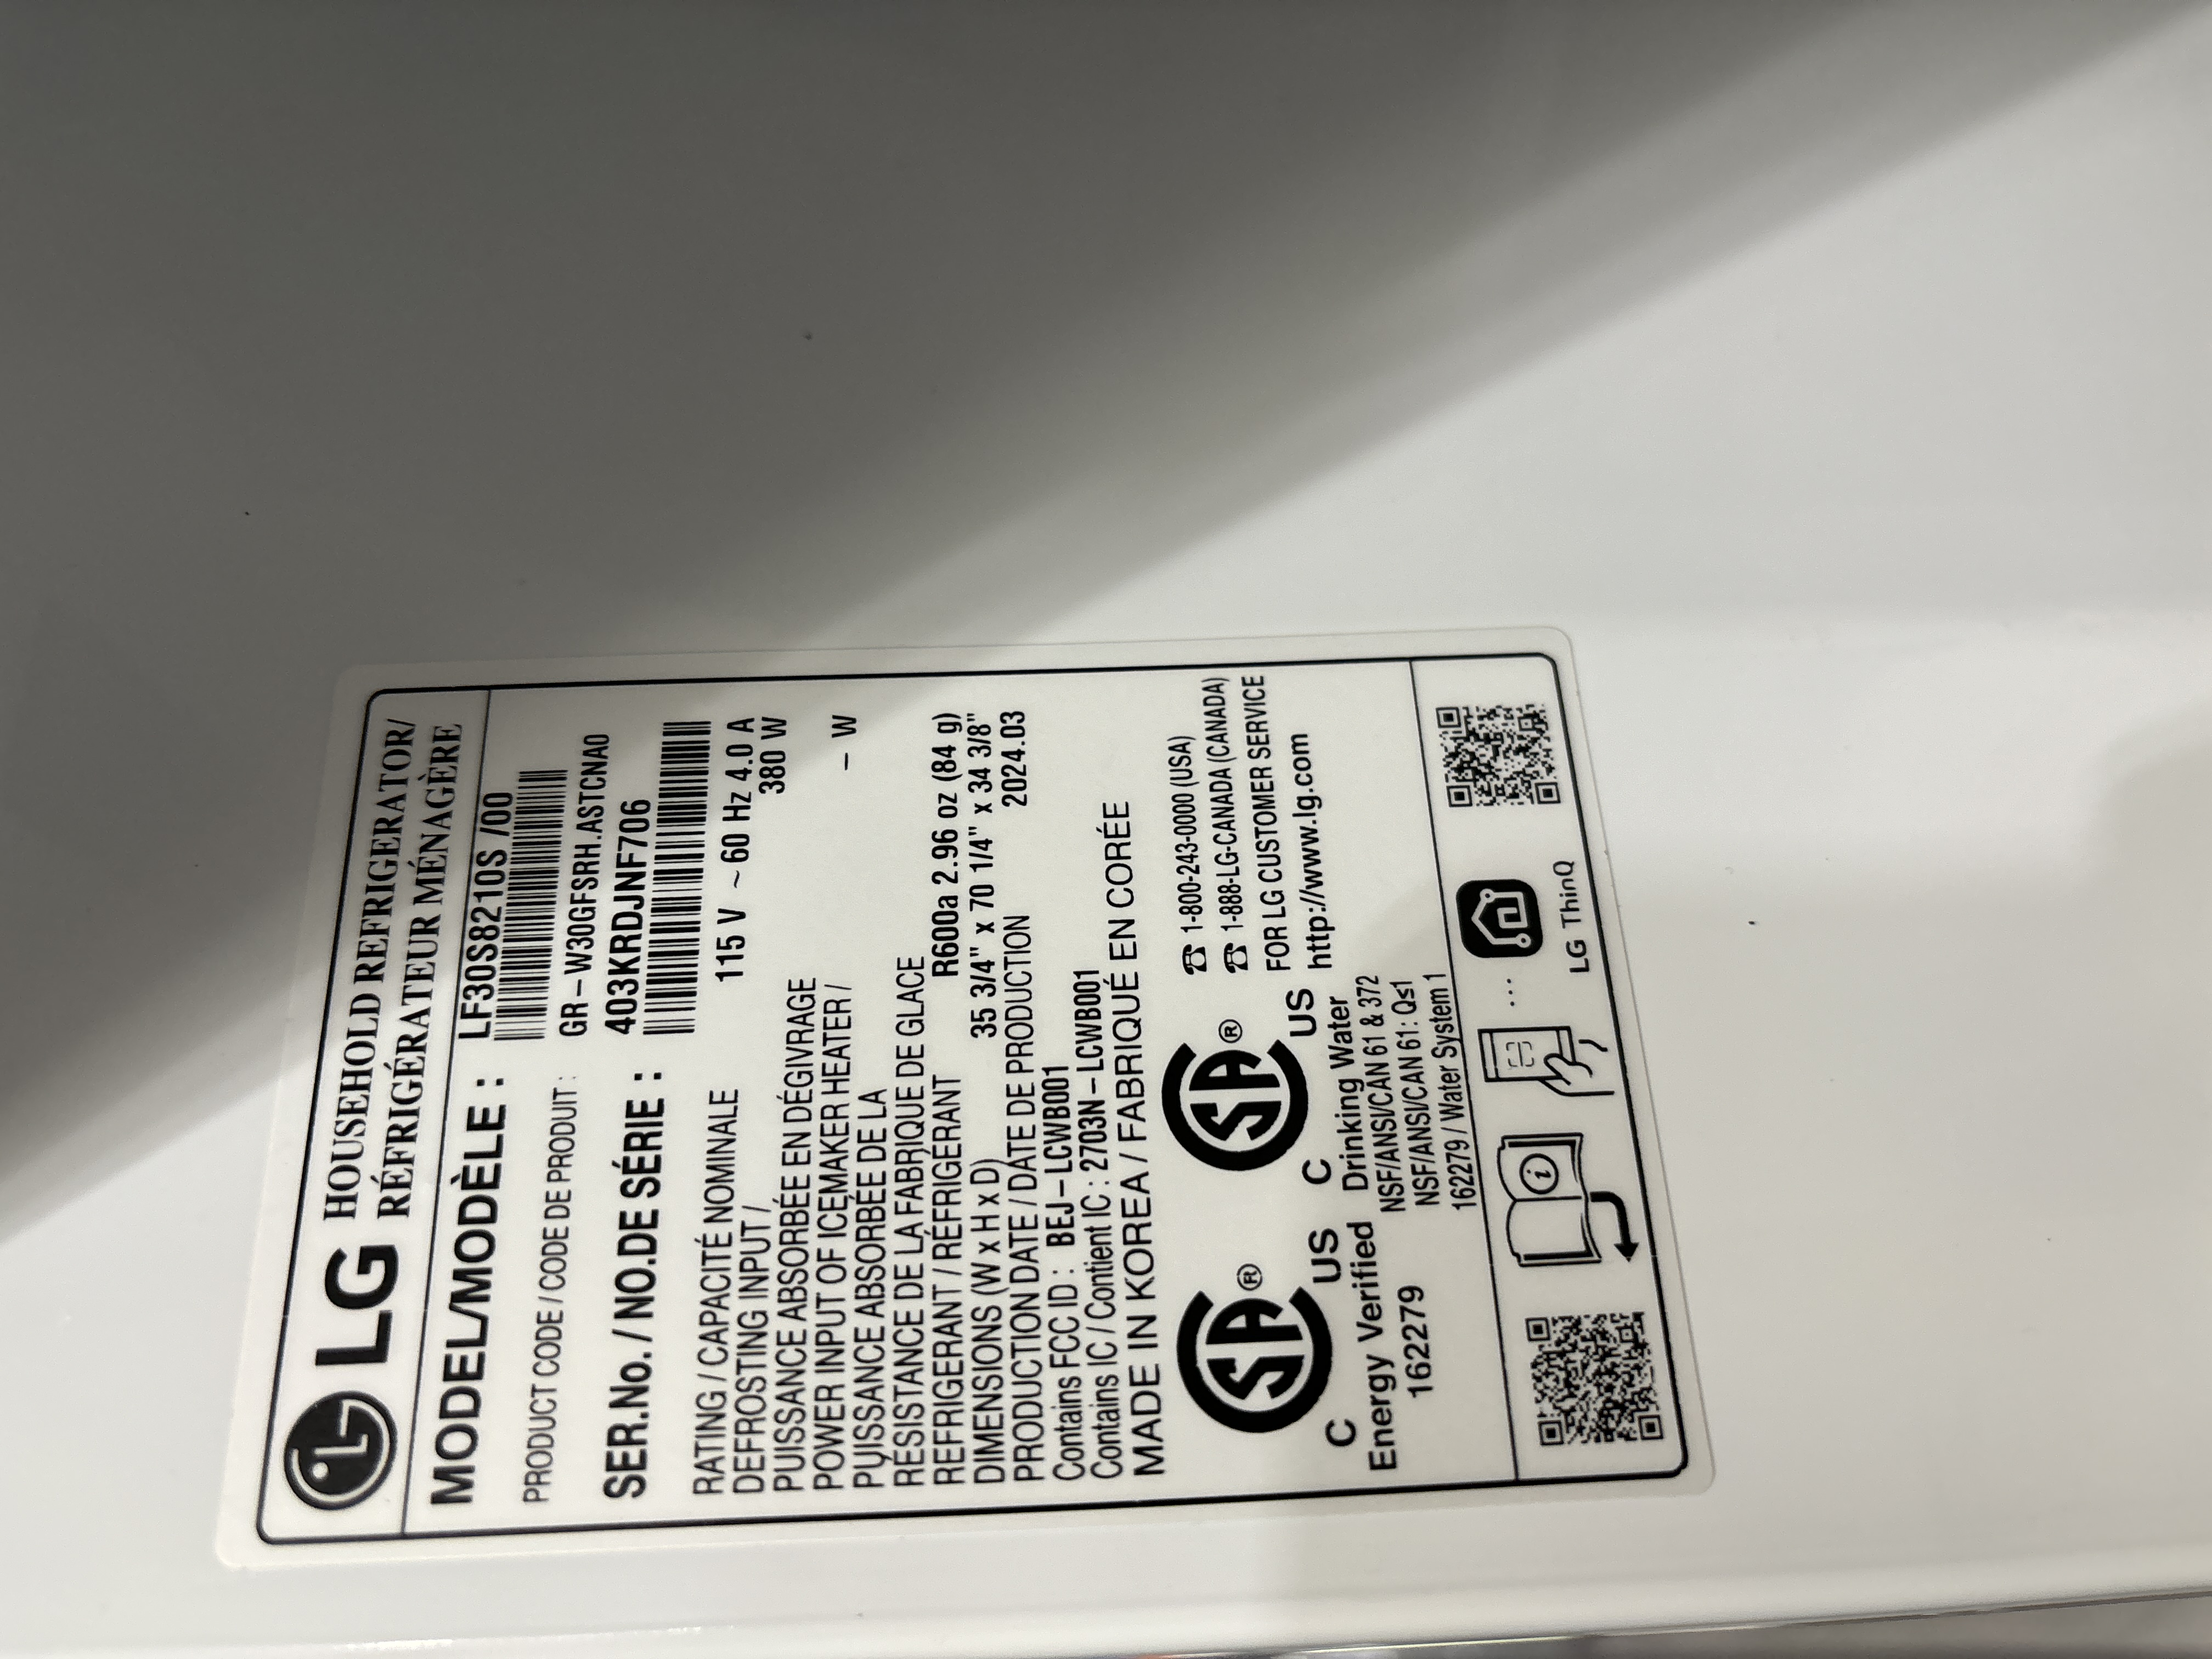 LG HOUSEHOLD REFRIGERATOR/
RÉFRIGÉRATEUR MÉNAGÈRE
MODEL/MODÈLE : LF30S8210S /00
PRODUCT CODE / CODE DE PRODUIT : GR-W30GFSRH.ASTCNA0
SER.No. / NO.DE SÉRIE : 403KRDJNF706
RATING / CAPACITÉ NOMINALE 115 V ~ 60 Hz 4.0 A
DEFROSTING INPUT / 380 W
PUISSANCE ABSORBÉE EN DÉGIVRAGE
POWER INPUT OF ICEMAKER HEATER / – W
PUISSANCE ABSORBÉE DE LA
RÉSISTANCE DE LA FABRIQUE DE GLACE
REFRIGERANT / RÉFRIGÉRANT R600a 2.96 oz (84 g)
DIMENSIONS (W x H x D) 35 3/4" x 70 1/4" x 34 3/8"
PRODUCTION DATE / DATE DE PRODUCTION 2024.03
Contains FCC ID : BEJ-LCWB001
Contains IC / Contient IC : 2703N-LCWB001
MADE IN KOREA / FABRIQUÉ EN CORÉE
SA ®
C US
Energy Verified
162279
SA ®
C US
Drinking Water
NSF/ANSI/CAN 61 & 372
NSF/ANSI/CAN 61: Q≤1
162279 / Water System 1
☎ 1-800-243-0000 (USA)
☎ 1-888-LG-CANADA (CANADA)
FOR LG CUSTOMER SERVICE
http://www.lg.com
i
...
LG ThinQ